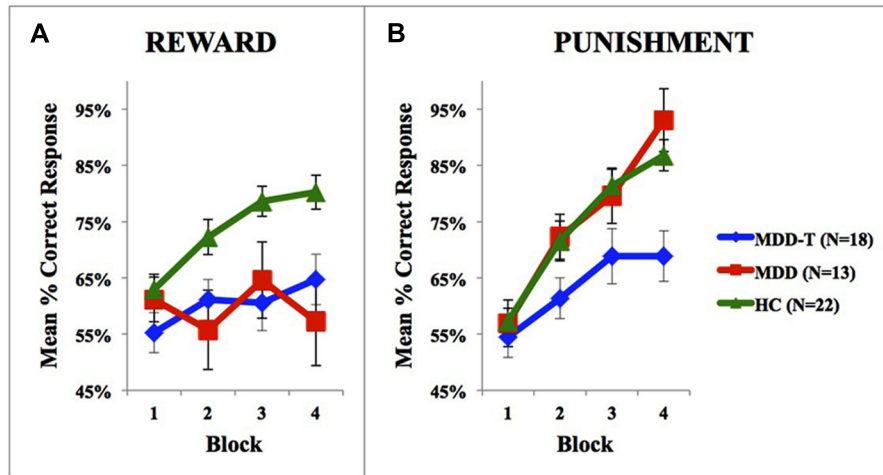 A
REWARD
Mean % Correct Response
95%
85%
75%
65%
55%
45%
1 2 3 4
Block
B
PUNISHMENT
Mean % Correct Response
95%
85%
75%
65%
55%
45%
1 2 3 4
Block
MDD-T (N=18)
MDD (N=13)
HC (N=22)